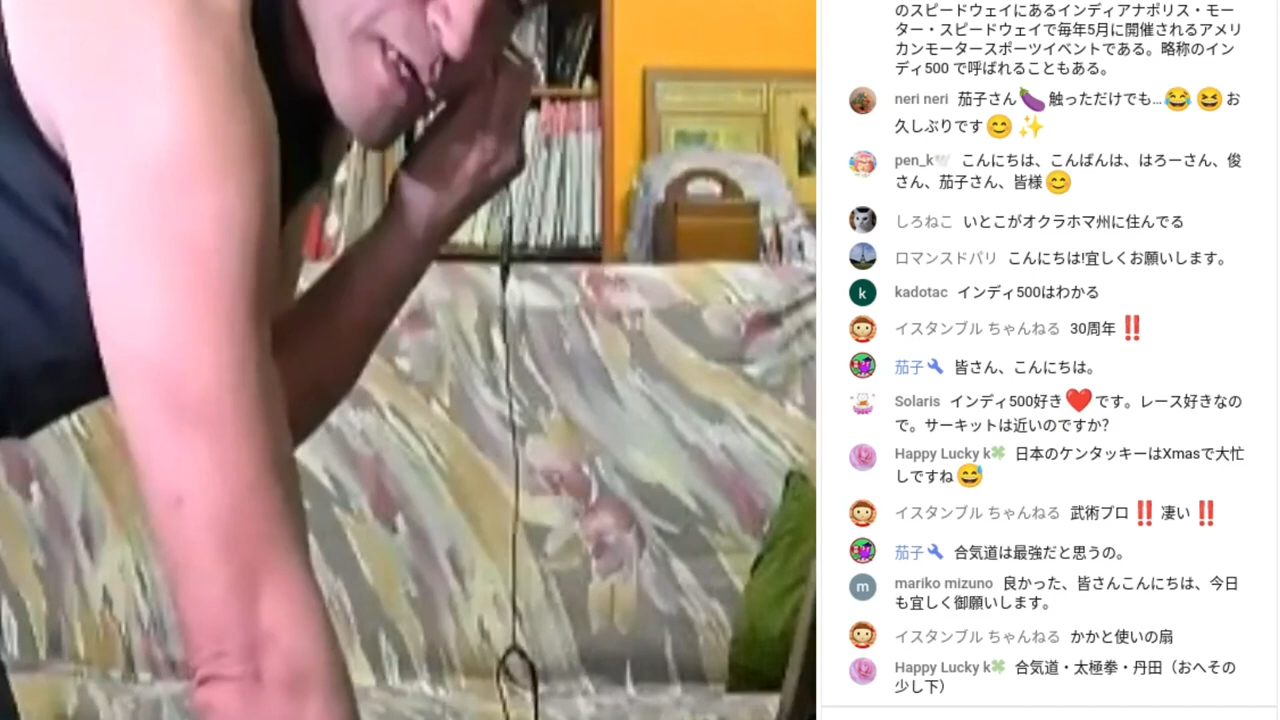 のスピードウェイにあるインディアナポリス・モー
ター・スピードウェイで毎年5月に開催されるアメリ
カンモータースポーツイベントである。略称のイン
ディ500 で呼ばれることもある。
neri neri 茄子さん🍆触っただけでも...😂😆お
久しぶりです😊✨
pen_k🕊 こんにちは、こんばんは、はろーさん、俊
さん、茄子さん、皆様😊
しろねこ いとこがオクラホマ州に住んでる
ロマンスドパリ こんにちは!宜しくお願いします。
k kadotac インディ500はわかる
イスタンブル ちゃんねる 30周年‼️
茄子🔧 皆さん、こんにちは。
Solaris インディ500好き❤️です。レース好きなの
で。サーキットは近いのですか?
Happy Lucky k🍀 日本のケンタッキーはXmasで大忙
しですね😅
イスタンブル ちゃんねる 武術プロ‼️凄い‼️
茄子🔧 合気道は最強だと思うの。
m mariko mizuno 良かった、皆さんこんにちは、今日
も宜しく御願いします。
イスタンブル ちゃんねる かかと使いの扇
Happy Lucky k🍀 合気道・太極拳・丹田（おへその
少し下）